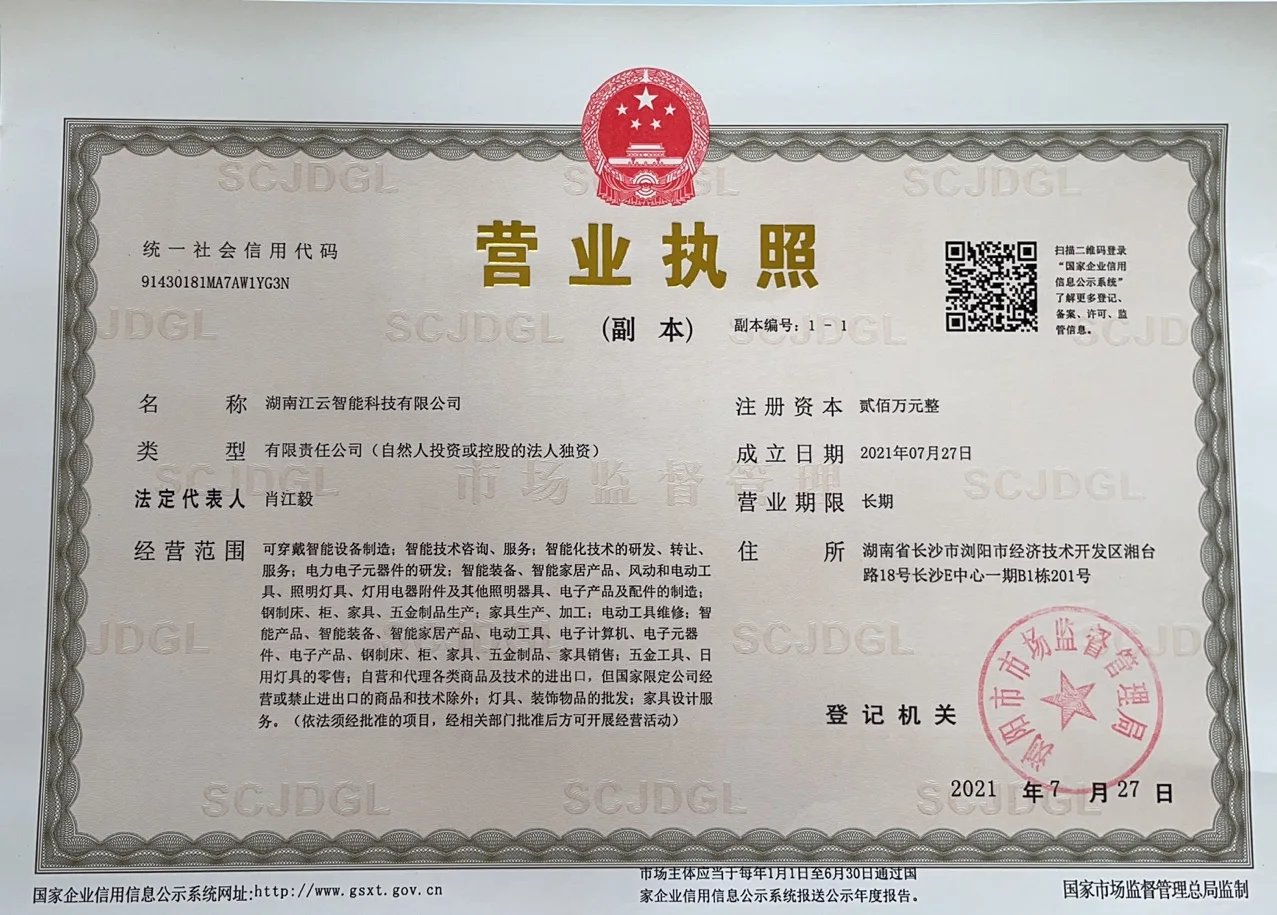 营业执照
(副 本)
副本编号：1 - 1
统一社会信用代码
91430181MA7AW1YG3N
扫描二维码登录
“国家企业信用
信息公示系统”
了解更多登记、
备案、许可、监
管信息。
名 称 湖南江云智能科技有限公司
类 型 有限责任公司（自然人投资或控股的法人独资）
法定代表人 肖江毅
经营范围 可穿戴智能设备制造；智能技术咨询、服务；智能化技术的研发、转让、
服务；电力电子元器件的研发；智能装备、智能家居产品、风动和电动工
具、照明灯具、灯用电器附件及其他照明器具、电子产品及配件的制造；
钢制床、柜、家具、五金制品生产；家具生产、加工；电动工具维修；智
能产品、智能装备、智能家居产品、电动工具、电子计算机、电子元器
件、电子产品、钢制床、柜、家具、五金制品、家具销售；五金工具、日
用灯具的零售；自营和代理各类商品及技术的进出口，但国家限定公司经
营或禁止进出口的商品和技术除外；灯具、装饰物品的批发；家具设计服
务。（依法须经批准的项目，经相关部门批准后方可开展经营活动）
注册资本 贰佰万元整
成立日期 2021年07月27日
营业期限 长期
住 所 湖南省长沙市浏阳市经济技术开发区湘台
路18号长沙E中心一期B1栋201号
登记机关
浏阳市市场监督管理局
2021 年 7 月 27 日
SCJDGL
市场监督管理
国家企业信用信息公示系统网址：http://www.gsxt.gov.cn
市场主体应当于每年1月1日至6月30日通过国
家企业信用信息公示系统报送公示年度报告。
国家市场监督管理总局监制